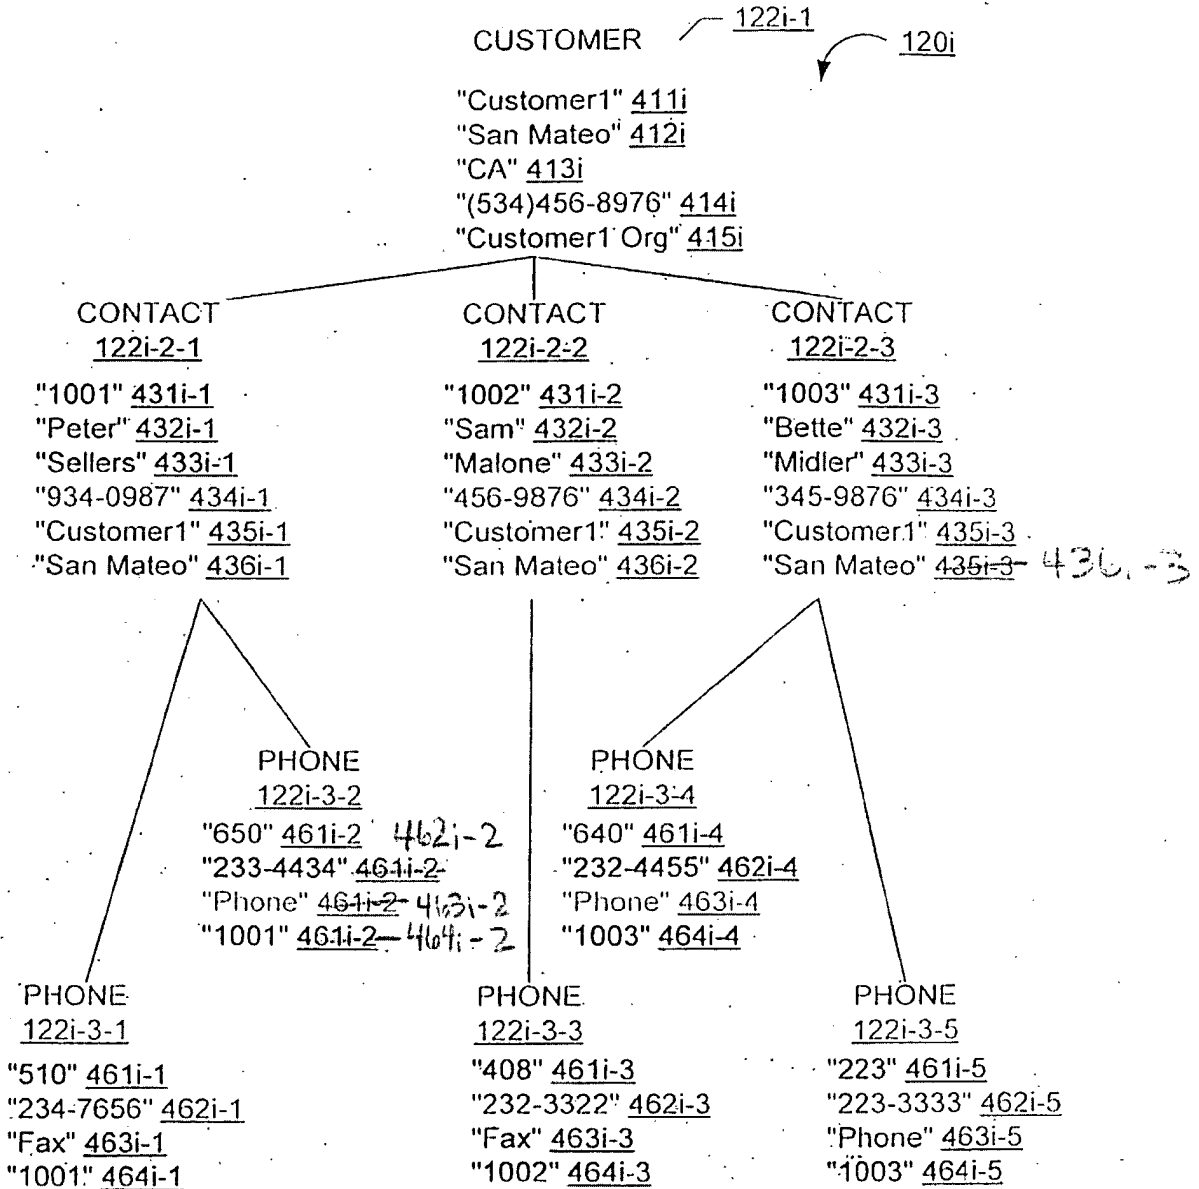 CUSTOMER 122i-1
120i
"Customer1" 411i
"San Mateo" 412i
"CA" 413i
"(534)456-8976" 414i
"Customer1 Org" 415i
CONTACT
122i-2-1
"1001" 431i-1
"Peter" 432i-1
"Sellers" 433i-1
"934-0987" 434i-1
"Customer1" 435i-1
"San Mateo" 436i-1
CONTACT
122i-2-2
"1002" 431i-2
"Sam" 432i-2
"Malone" 433i-2
"456-9876" 434i-2
"Customer1" 435i-2
"San Mateo" 436i-2
CONTACT
122i-2-3
"1003" 431i-3
"Bette" 432i-3
"Midler" 433i-3
"345-9876" 434i-3
"Customer1" 435i-3
"San Mateo" 435i-3 436i-3
PHONE
122i-3-2
"650" 461i-2 462i-2
"233-4434" 461i-2
"Phone" 461i-2 463i-2
"1001" 461i-2 464i-2
PHONE
122i-3-4
"640" 461i-4
"232-4455" 462i-4
"Phone" 463i-4
"1003" 464i-4
PHONE
122i-3-1
"510" 461i-1
"234-7656" 462i-1
"Fax" 463i-1
"1001" 464i-1
PHONE
122i-3-3
"408" 461i-3
"232-3322" 462i-3
"Fax" 463i-3
"1002" 464i-3
PHONE
122i-3-5
"223" 461i-5
"223-3333" 462i-5
"Phone" 463i-5
"1003" 464i-5